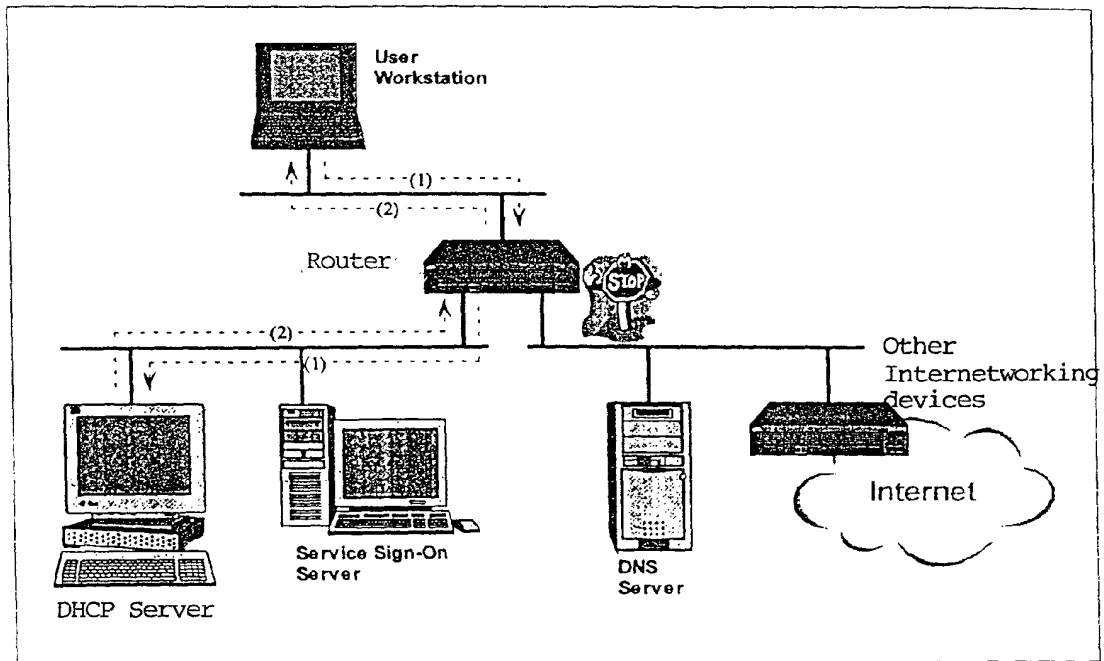 User
Workstation
(1)
(2)
Router
STOP
(2)
(1)
Other
Internetworking
devices
Internet
Service Sign-On
Server
DNS
Server
DHCP Server